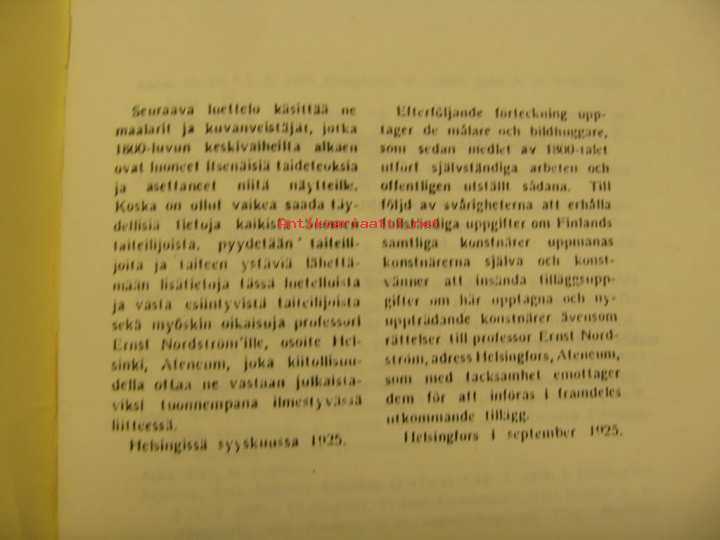 Seuraava luettelo käsittää ne
maalarit ja kuvanveistäjät, jotka
1800-luvun keskivaiheilta alkaen
ovat luoneet itsenäisiä taideteoksia
ja asettaneet niitä näytteille.
Koska on ollut vaikea saada täy-
dellisiä tietoja kaikista Suomen
taiteilijoista, pyydetään taiteili-
joita ja taiteen ystäviä lähettä-
mään lisätietoja tässä luetelluista
ja vasta esiintyvistä taiteilijoista
sekä myöskin oikaisuja professori
Ernst Nordström'ille, osoite Hel-
sinki, Ateneum, joka kiitollisuu-
della ottaa ne vastaan julkaista-
viksi tuonnempana ilmestyvässä
liitteessä.
Helsingissä syyskuussa 1925.
Efterföljande förteckning upp-
tager de målare och bildhuggare,
som sedan medlet av 1800-talet
utfört självständiga arbeten och
offentligen utställt sådana. Till
följd av svårigheterna att erhålla
fullständiga uppgifter om Finlands
samtliga konstnärer uppmanas
konstnärerna själva och konst-
vänner att insända tilläggsupp-
gifter om här upptagna och ny-
uppträdande konstnärer ävensom
rättelser till professor Ernst Nord-
ström, adress Helsingfors, Ateneum,
som med tacksamhet emottager
dem för att införas i framdeles
utkommande tillägg.
Helsingfors i september 1925.